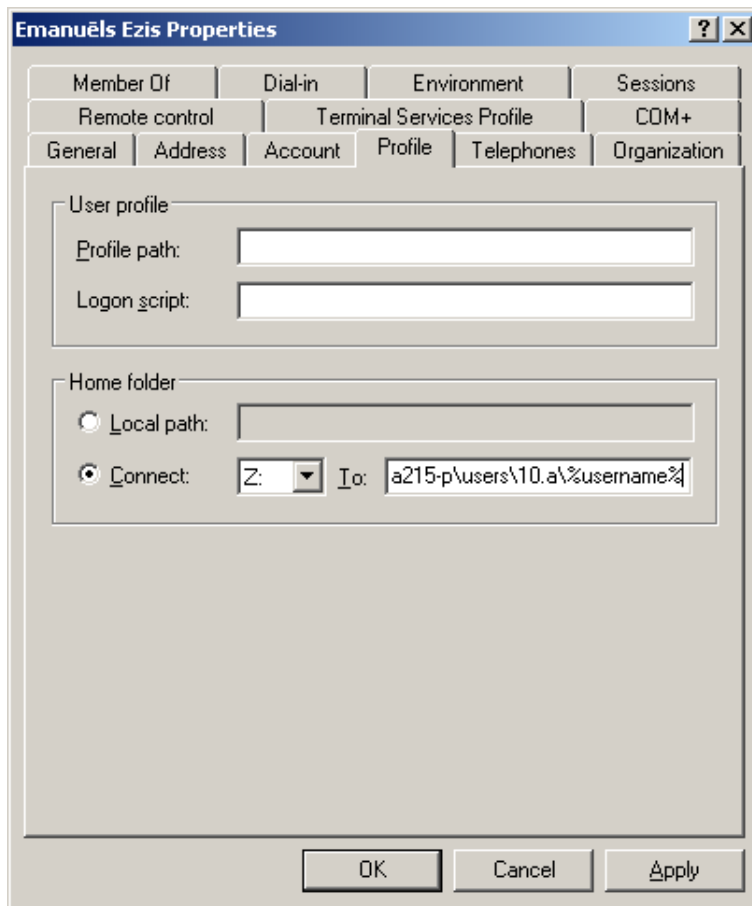 Emanuēls Ezis Properties
Member Of Dial-in Environment Sessions
Remote control Terminal Services Profile COM+
General Address Account Profile Telephones Organization
User profile
Profile path:
Logon script:
Home folder
Local path:
Connect: Z: To: a215-p\users\10.a\%username%
OK Cancel Apply